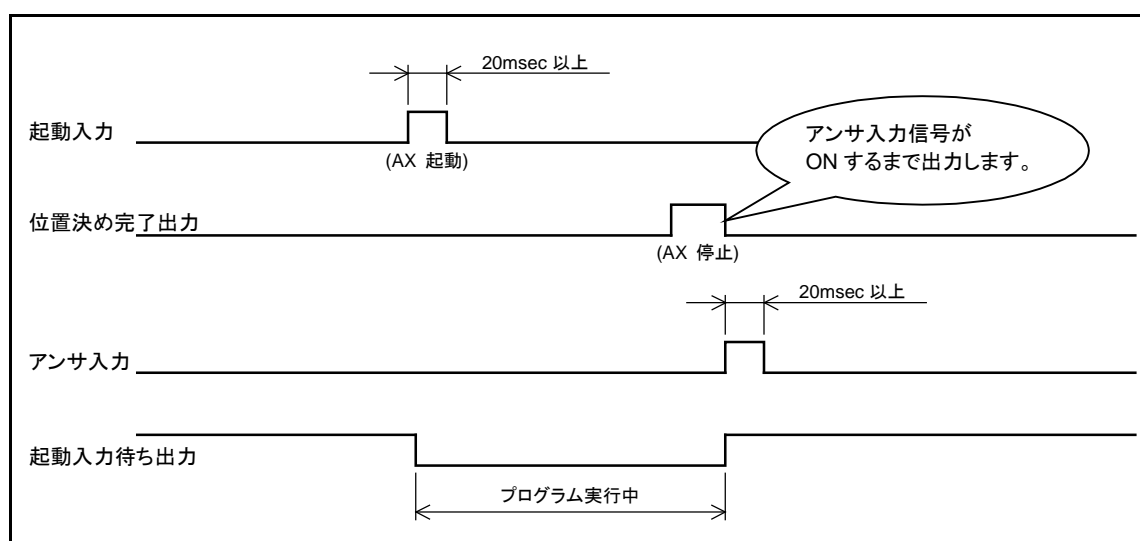 20msec 以上
起動入力
(AX 起動)
アンサ入力信号が
ON するまで出力します。
位置決め完了出力
(AX 停止)
20msec 以上
アンサ入力
起動入力待ち出力
プログラム実行中